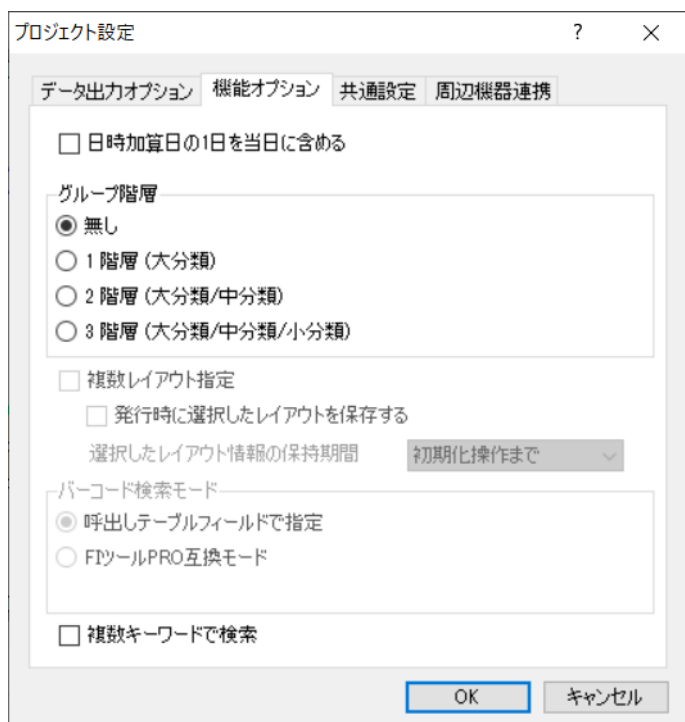 プロジェクト設定
?
データ出力オプション 機能オプション 共通設定 周辺機器連携
日時加算日の1日を当日に含める
グループ階層
無し
1 階層 (大分類)
2 階層 (大分類/中分類)
3 階層 (大分類/中分類/小分類)
複数レイアウト指定
発行時に選択したレイアウトを保存する
選択したレイアウト情報の保持期間 初期化操作まで
バーコード検索モード
呼出しテーブルフィールドで指定
FIツールPRO互換モード
複数キーワードで検索
OK キャンセル